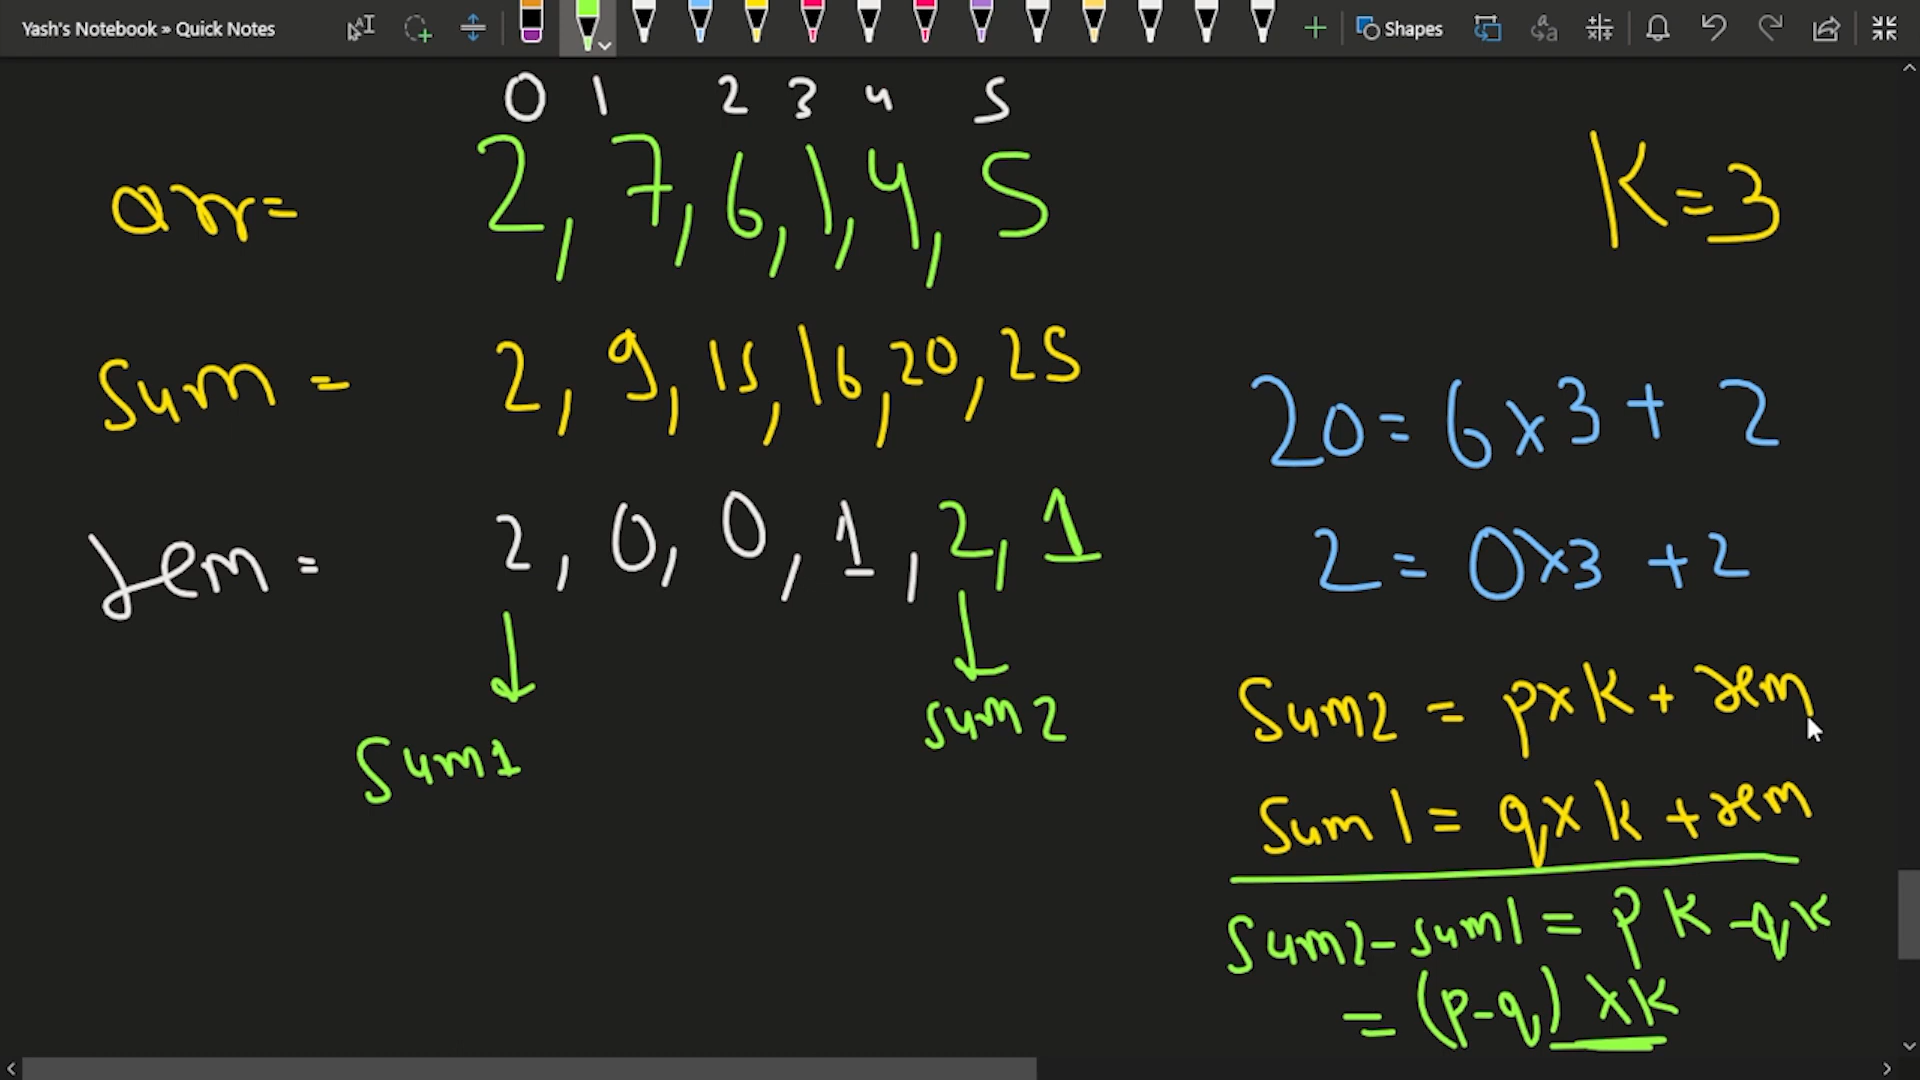 Yash's Notebook » Quick Notes
Shapes
0 1 2 3 4 5
arr= 2, 7, 6, 1, 4, 5
K=3
Sum = 2, 9, 15, 16, 20, 25
20= 6x3+ 2
rem = 2, 0, 0, 1, 2, 1
2 = 0x3 +2
Sum1
sum2
Sum2 = pxk + rem
Sum1 = qxk + rem
Sum2-sum1 = pk -qk
= (p-q) xk